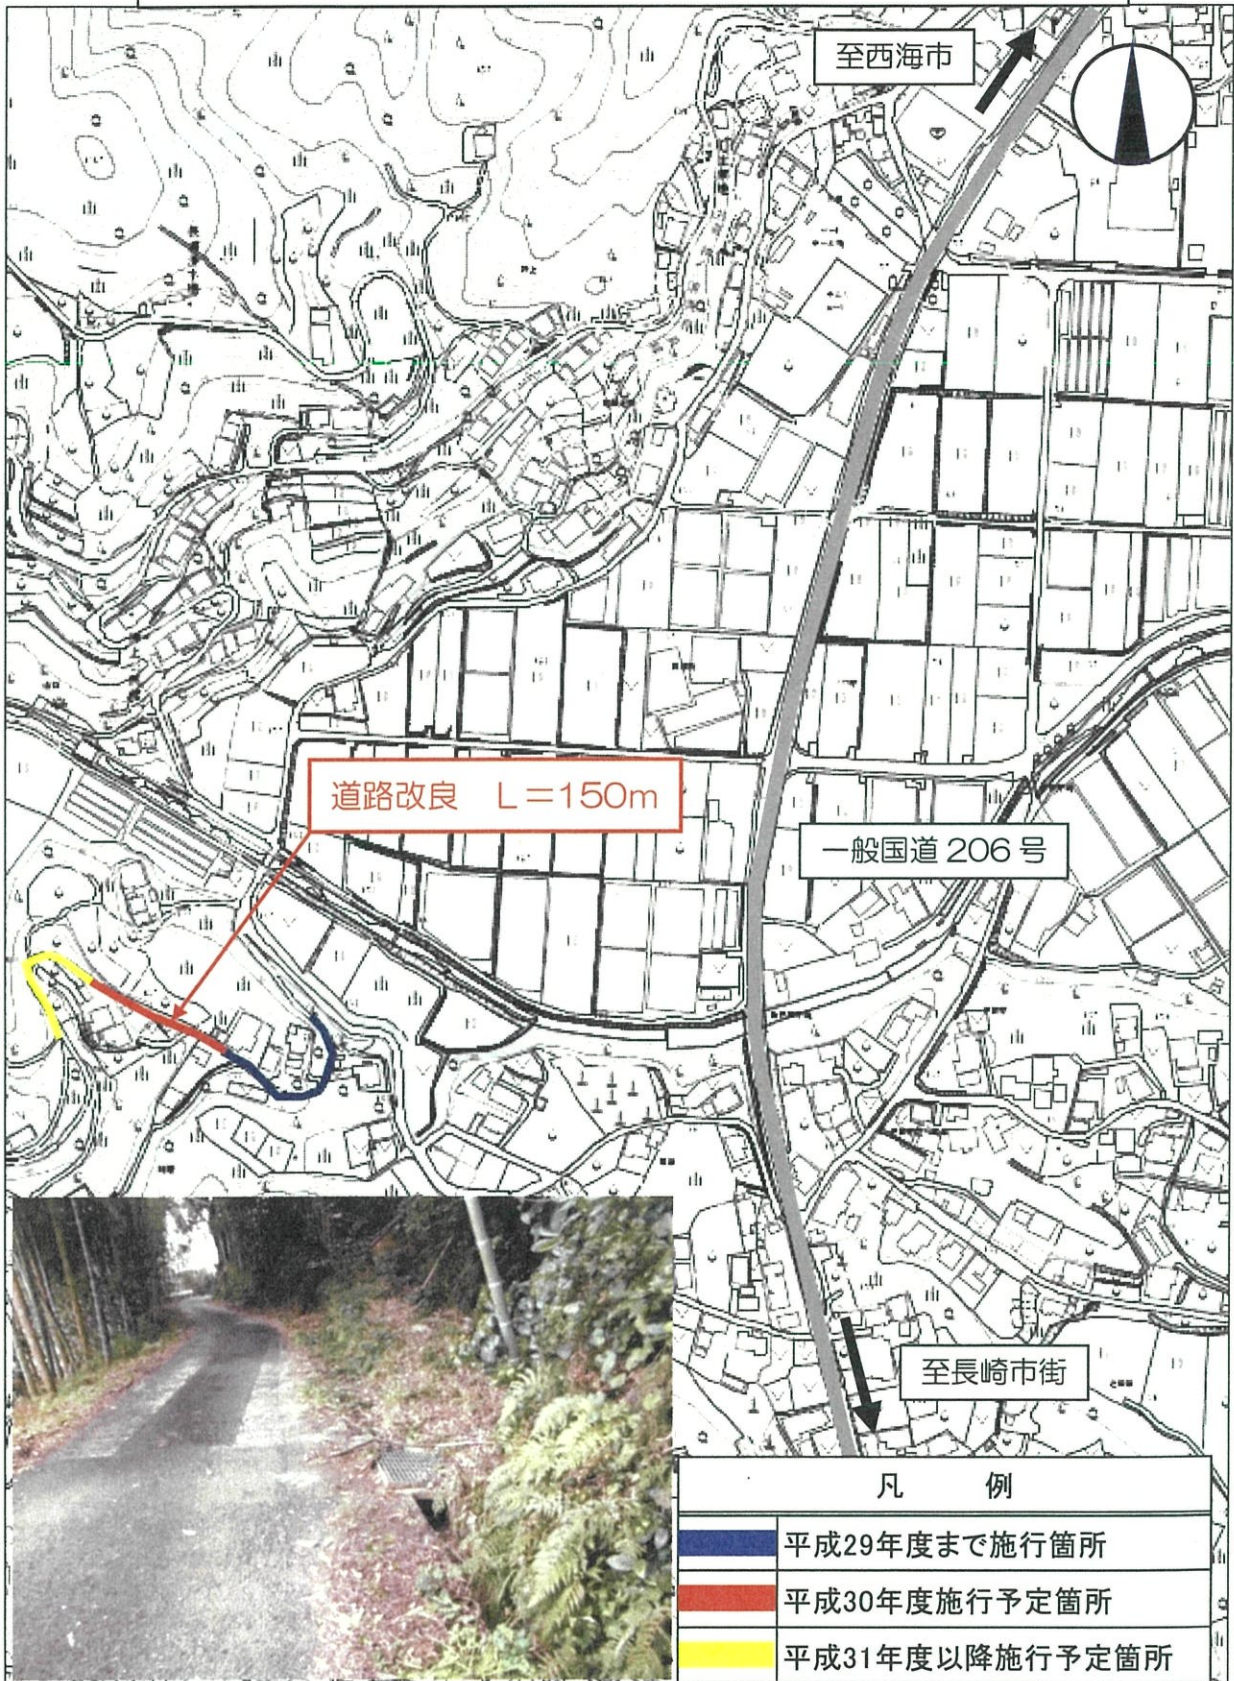 至西海市
道路改良　L＝150m
一般国道206号
至長崎市街
凡　例
平成29年度まで施行箇所
平成30年度施行予定箇所
平成31年度以降施行予定箇所